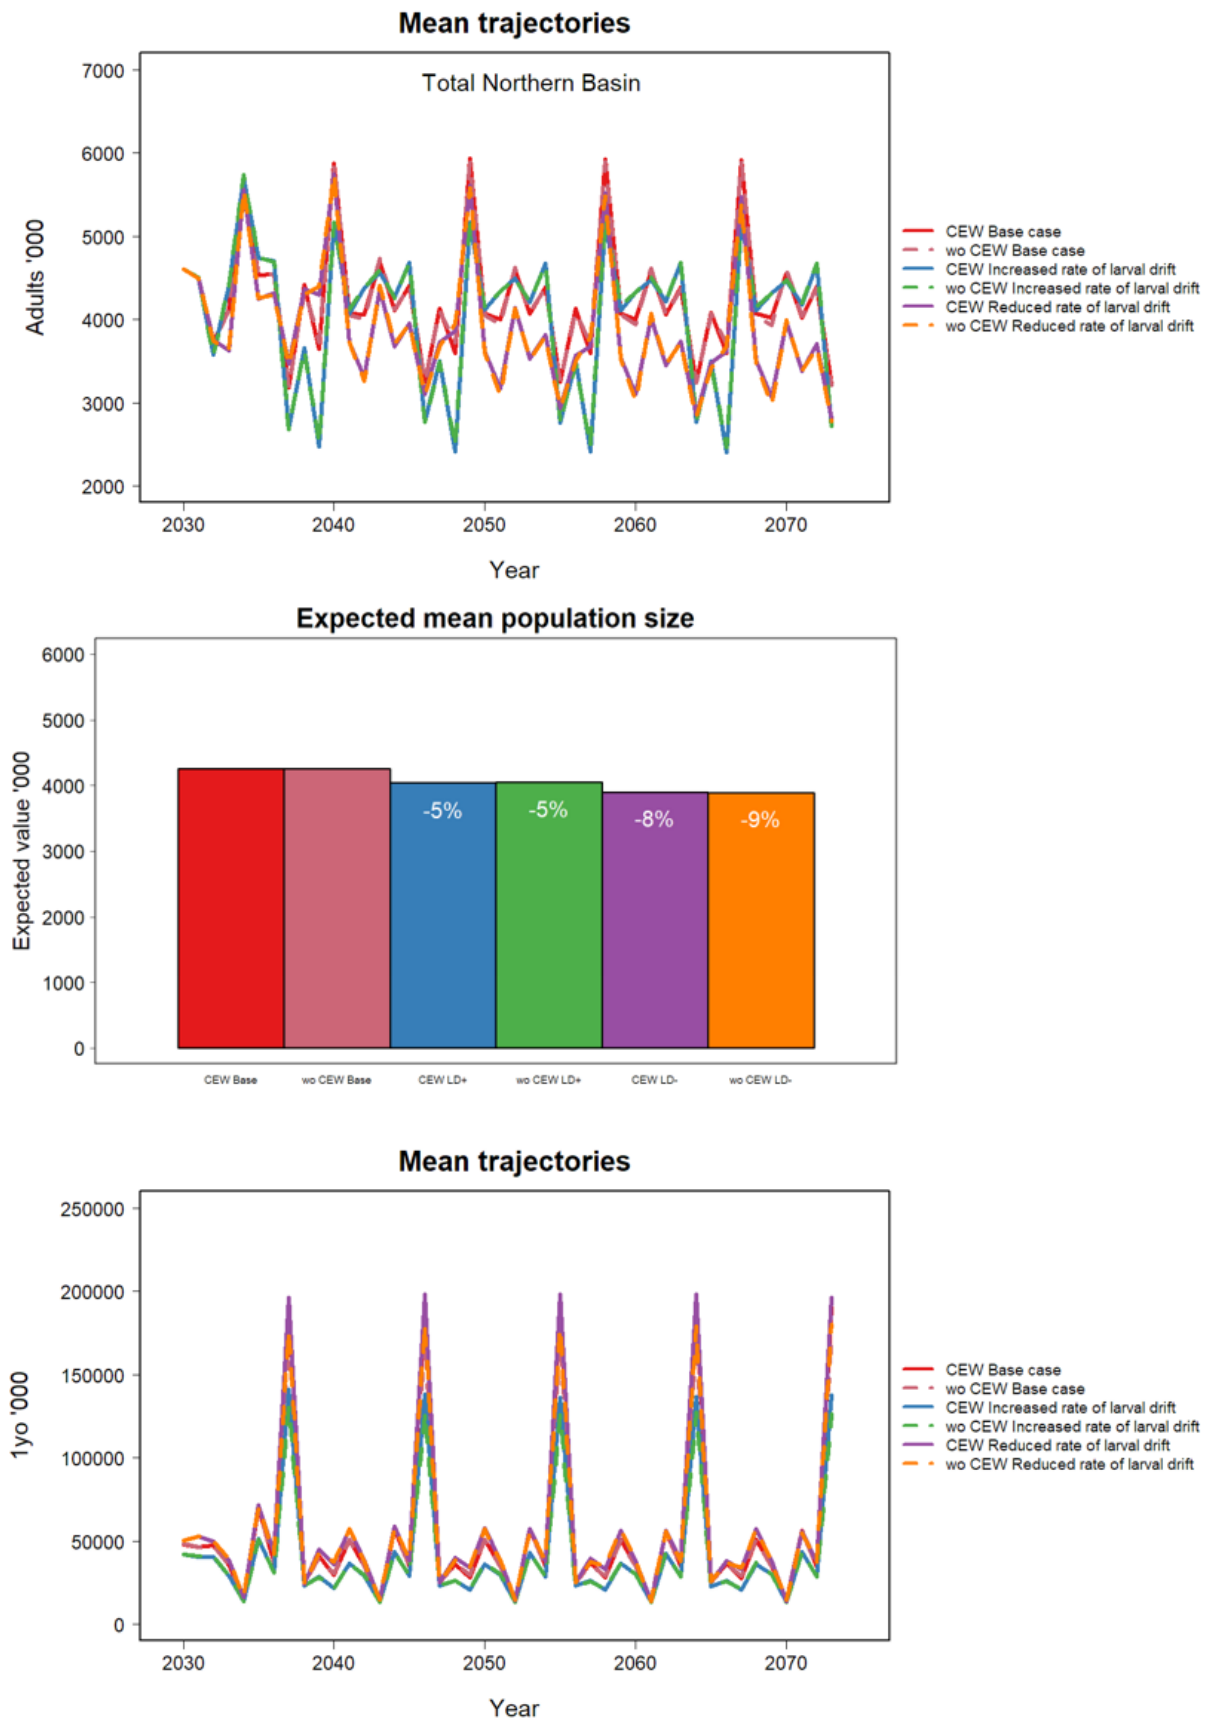 Mean trajectories
Total Northern Basin
7000
6000
5000
4000
3000
2000
Adults '000
2030 2040 2050 2060 2070
Year
CEW Base case
wo CEW Base case
CEW Increased rate of larval drift
wo CEW Increased rate of larval drift
CEW Reduced rate of larval drift
wo CEW Reduced rate of larval drift
Expected mean population size
6000
5000
4000
3000
2000
1000
0
Expected value '000
-5% -5% -8% -9%
CEW Base wo CEW Base CEW LD+ wo CEW LD+ CEW LD- wo CEW LD-
Mean trajectories
250000
200000
150000
100000
50000
0
1yo '000
2030 2040 2050 2060 2070
Year
CEW Base case
wo CEW Base case
CEW Increased rate of larval drift
wo CEW Increased rate of larval drift
CEW Reduced rate of larval drift
wo CEW Reduced rate of larval drift